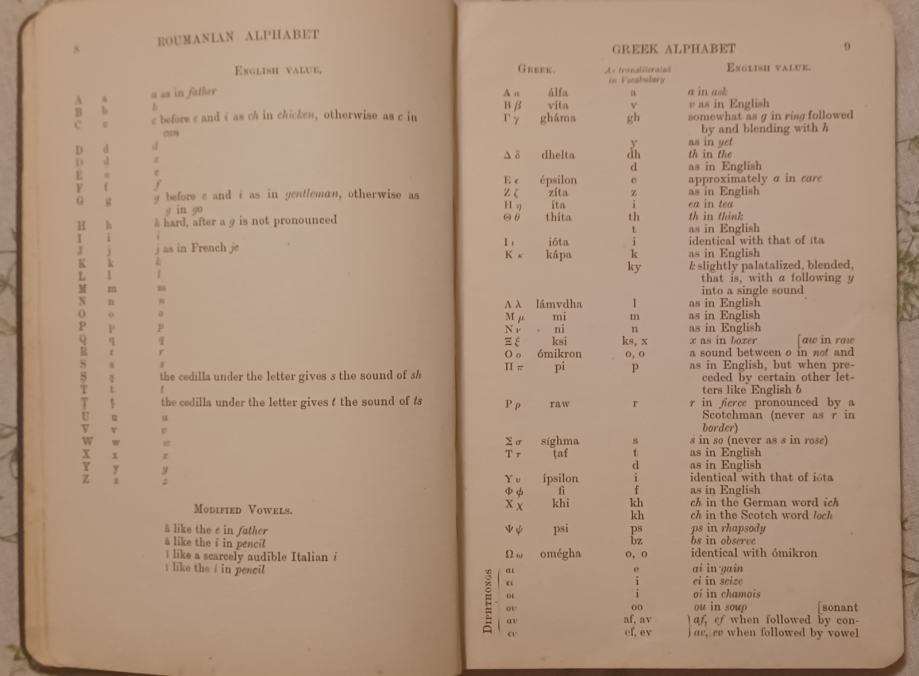 8
ROUMANIAN ALPHABET
ENGLISH VALUE.
A a a as in father
B b b
C c c before e and i as ch in chicken, otherwise as c in
D d d
E e e
F f f
G g g before e and i as in gentleman, otherwise as
g in go
H h h hard, after a g is not pronounced
I i i
J j j as in French je
K k k
L l l
M m m
N n n
O o o
P p p
Q q q
R r r
S s s
Ș ș the cedilla under the letter gives s the sound of sh
T t t
Ț ț the cedilla under the letter gives t the sound of ts
U u u
V v v
W w w
X x x
Y y y
Z z z
MODIFIED VOWELS.
like the e in father
like the i in pencil
like a scarcely audible Italian i
like the i in pencil
GREEK ALPHABET
9
GREEK. As transliterated in Vocabulary ENGLISH VALUE.
Α α álfa a a in ask
Β β víta v v as in English
Γ γ gháma gh somewhat as g in ring followed
by and blending with h
y as in yet
Δ δ dhelta dh th in the
d as in English
Ε ε épsilon e approximately a in care
Ζ ζ zíta z as in English
Η η íta i ea in tea
Θ θ thíta th th in think
t as in English
Ι ι ióta i identical with that of íta
Κ κ kápa k as in English
ky k slightly palatalized, blended,
that is, with a following y
into a single sound
Λ λ lámvdha l as in English
Μ μ mi m as in English
Ν ν ni n as in English
Ξ ξ ksi ks, x x as in boxer [aw in raw
Ο ο ómikron o, o a sound between o in not and
Π π pi p as in English, but when pre-
ceded by certain other let-
ters like English b
Ρ ρ raw r r in fierce pronounced by a
Scotchman (never as r in
border)
Σ σ síghma s s in so (never as s in rose)
Τ τ taf t as in English
d as in English
Υ υ ípsilon i identical with that of ióta
Φ φ fi f as in English
Χ χ khi kh ch in the German word ich
kh ch in the Scotch word loch
Ψ ψ psi ps ps in rhapsody
bz bs in observe
Ω ω omégha o, o identical with ómikron
DIPHTHONGS
αι e ai in gain
ει i ei in seize
οι i oi in chamois
ου oo ou in soup [sonant
αυ af, av } af, ef when followed by con-
ευ ef, ev } av, ev when followed by vowel